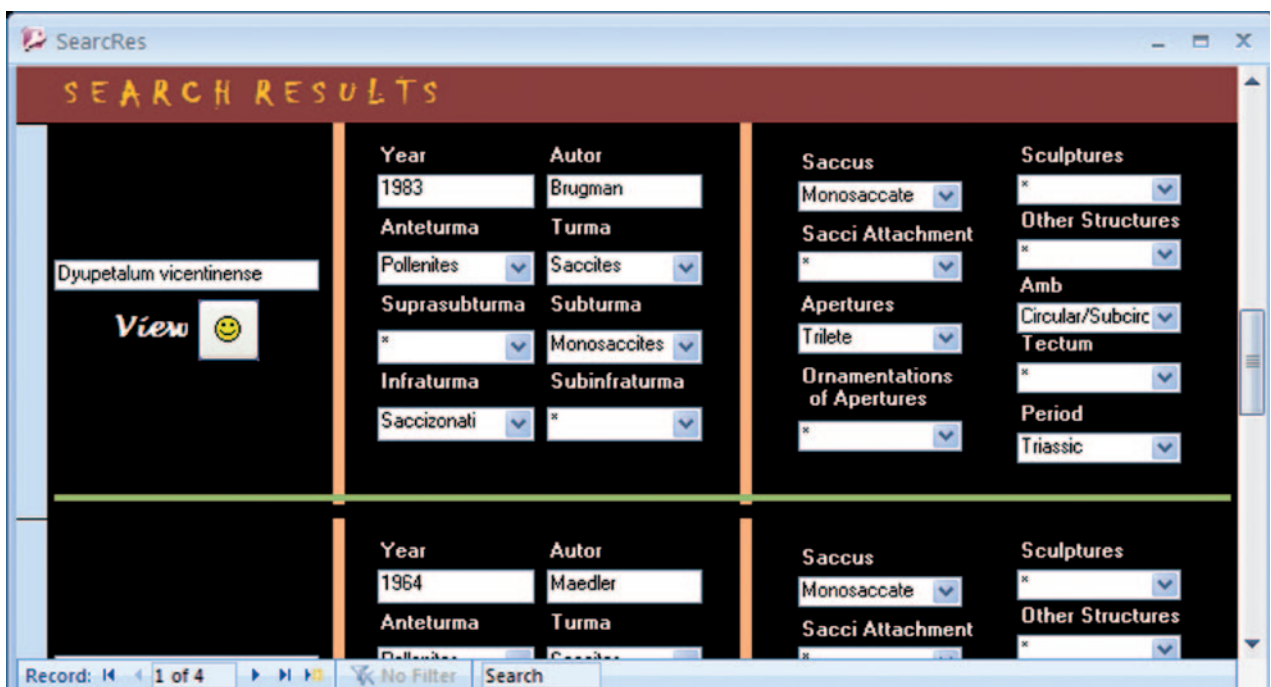 SearcRes
SEARCH RESULTS
Dyupetalum vicentinense
View
Year Autor
1983 Brugman
Anteturma Turma
Pollenites Saccites
Suprasubturma Subturma
* Monosaccites
Infraturma Subinfraturma
Saccizonati *
Saccus
Monosaccate
Sacci Attachment
*
Apertures
Trilete
Ornamentations
of Apertures
*
Sculptures
*
Other Structures
*
Amb
Circular/Subcirc
Tectum
*
Period
Triassic
Year Autor
1964 Maedler
Anteturma Turma
Saccus
Monosaccate
Sacci Attachment
Sculptures
*
Other Structures
*
Record: 1 of 4 No Filter Search